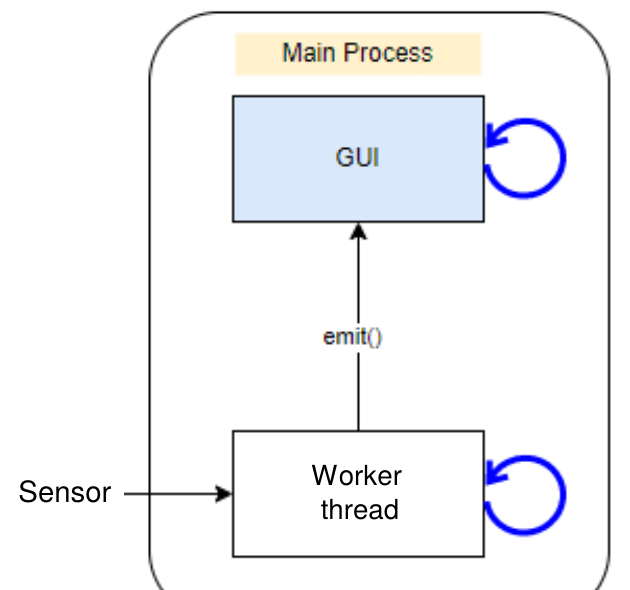 Main Process
GUI
emit()
Sensor
Worker
thread